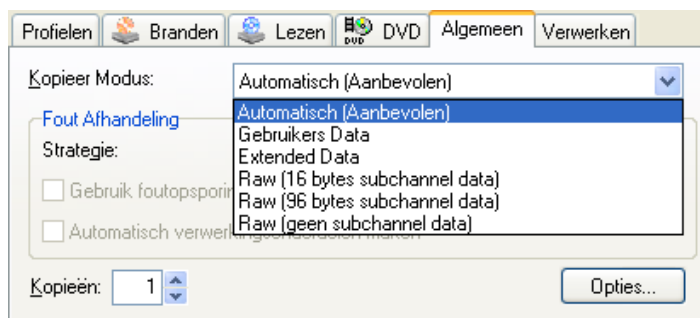 Profielen Branden Lezen DVD Algemeen Verwerken
Kopieer Modus: Automatisch (Aanbevolen)
Automatisch (Aanbevolen)
Gebruikers Data
Extended Data
Raw (16 bytes subchannel data)
Raw (96 bytes subchannel data)
Raw (geen subchannel data)
Fout Afhandeling
Strategie:
Gebruik
Automatisch
Kopieën: 1 Opties...